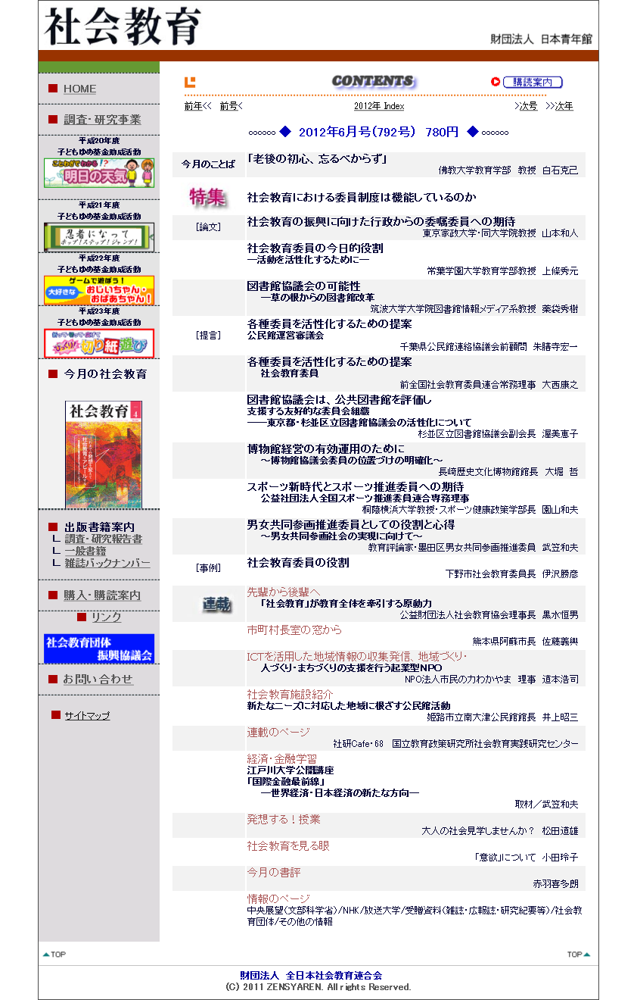 社会教育
財団法人 日本青年館
HOME
調査・研究事業
平成20年度
子どもゆめ基金助成活動
ことわざでわかる!?
明日の天気
平成21年度
子どもゆめ基金助成活動
忍者になって
ホップ!ステップ!ジャンプ!
平成22年度
子どもゆめ基金助成活動
ゲームで遊ぼう!
大好きな おじいちゃん・おばあちゃん!
平成23年度
子どもゆめ基金助成活動
切り紙遊び
今月の社会教育
社会教育 4
出版書籍案内
調査・研究報告書
一般書籍
雑誌バックナンバー
購入・購読案内
リンク
社会教育団体
振興協議会
お問い合わせ
サイトマップ
CONTENTS
購読案内
前年<< 前号< 2012年 Index >次号 >>次年
∞∞∞ ◆ 2012年6月号(792号) 780円 ◆ ∞∞∞
今月のことば 「老後の初心、忘るべからず」
佛教大学教育学部 教授 白石克己
特集 社会教育における委員制度は機能しているのか
[論文] 社会教育の振興に向けた行政からの委嘱委員への期待
東京家政大学・同大学院教授 山本和人
社会教育委員の今日的役割
―活動を活性化するために―
常葉学園大学教育学部教授 上條秀元
図書館協議会の可能性
―草の根からの図書館改革
筑波大学大学院図書館情報メディア系教授 薬袋秀樹
各種委員を活性化するための提案
[提言] 公民館運営審議会
千葉県公民館連絡協議会前顧問 朱膳寺宏一
各種委員を活性化するための提案
社会教育委員
前全国社会教育委員連合常務理事 大西康之
図書館協議会は、公共図書館を評価し
支援する友好的な委員会組織
――東京都・杉並区立図書館協議会の活性化について
杉並区立図書館協議会副会長 渥美恵子
博物館経営の有効運用のために
～博物館協議会委員の位置づけの明確化～
長崎歴史文化博物館館長 大堀 哲
スポーツ新時代とスポーツ推進委員への期待
公益社団法人全国スポーツ推進委員連合専務理事
桐蔭横浜大学教授・スポーツ健康政策学部長 園山和夫
男女共同参画推進委員としての役割と心得
～男女共同参画社会の実現に向けて～
教育評論家・墨田区男女共同参画推進委員 武笠和夫
[事例] 社会教育委員の役割
下野市社会教育委員長 伊沢勝彦
連載 先輩から後輩へ
「社会教育」が教育全体を牽引する原動力
公益財団法人社会教育協会理事長 黒水恒男
市町村長室の窓から
熊本県阿蘇市長 佐藤義興
ICTを活用した地域情報の収集発信、地域づくり・
人づくり・まちづくりの支援を行う起業型NPO
NPO法人市民の力わかやま 理事 道本浩司
社会教育施設紹介
新たなニーズに対応した地域に根ざす公民館活動
姫路市立南大津公民館館長 井上昭三
連載のページ
社研Cafe・68 国立教育政策研究所社会教育実践研究センター
経済・金融学習
江戸川大学公開講座
「国際金融最前線」
―世界経済・日本経済の新たな方向―
取材／武笠和夫
発想する！授業
大人の社会見学しませんか？ 松田道雄
社会教育を見る眼
「意欲」について 小田玲子
今月の書評
赤羽喜多朗
情報のページ
中央展望(文部科学省)/NHK/放送大学/受贈資料(雑誌・広報誌・研究紀要等)/社会教
育団体/その他の情報
TOP
TOP
財団法人 全日本社会教育連合会
(C) 2011 ZENSYAREN. All rights Reserved.